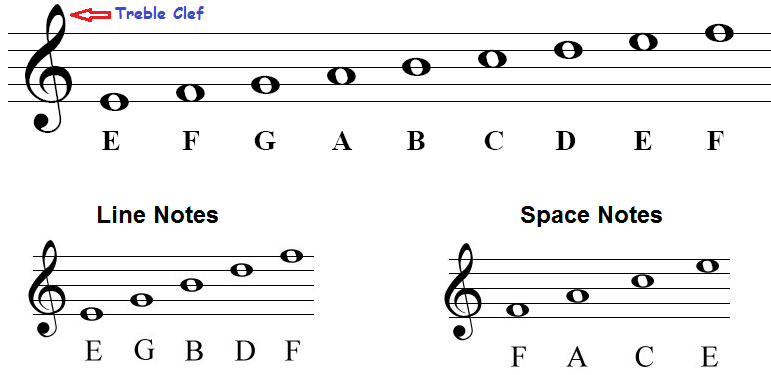 Treble Clef
E F G A B C D E F
Line Notes
E G B D F
Space Notes
F A C E